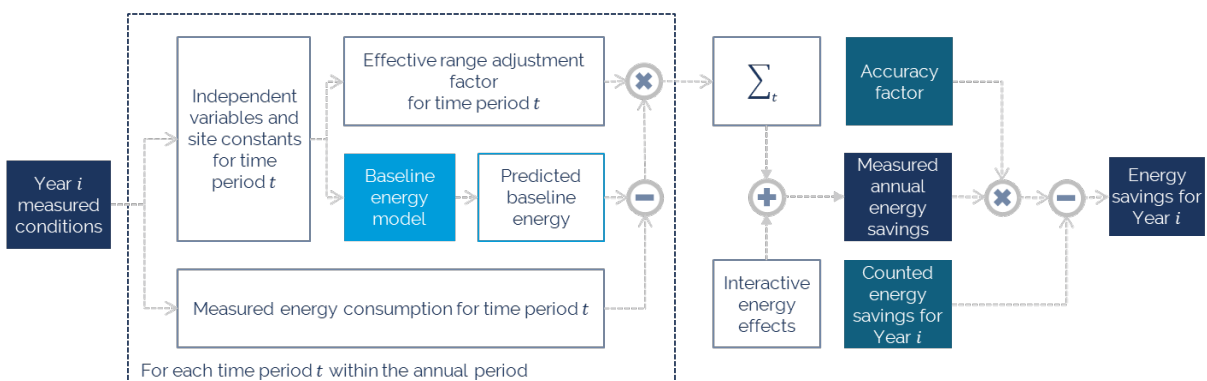 Year i
measured
conditions
Independent
variables and
site constants
for time
period t
Effective range adjustment
factor
for time period t
Baseline
energy
model
Predicted
baseline
energy
Measured energy consumption for time period t
For each time period t within the annual period
×
−
∑t
+
Interactive
energy
effects
Accuracy
factor
Measured
annual
energy
savings
Counted
energy
savings for
Year i
×
−
Energy
savings for
Year i